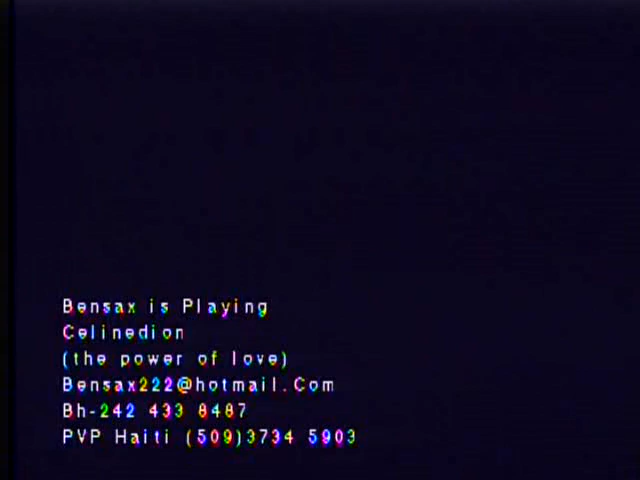 Bensax is Playing
Celinedion
(the power of love)
Bensax222@hotmail.Com
Bh-242 433 8487
PVP Haiti (509)3734 5903